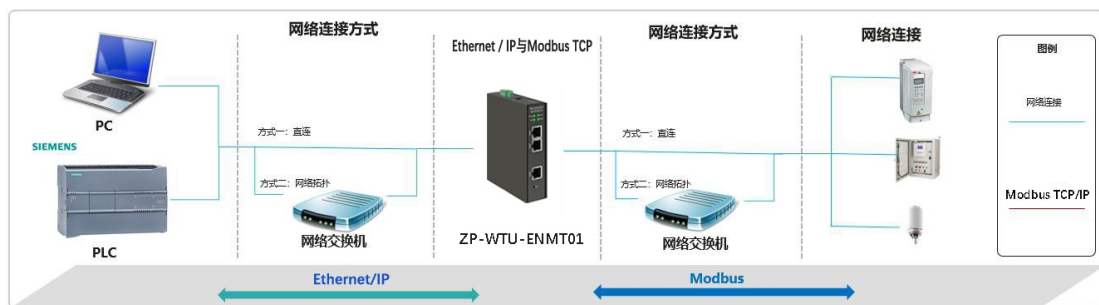 网络连接方式
Ethernet / IP与Modbus TCP
网络连接方式
网络连接
图例
网络连接
Modbus TCP/IP
PC
SIEMENS
PLC
方式一：直连
方式二：网络拓扑
网络交换机
ZP-WTU-ENMT01
方式一：直连
方式二：网络拓扑
网络交换机
Ethernet/IP
Modbus